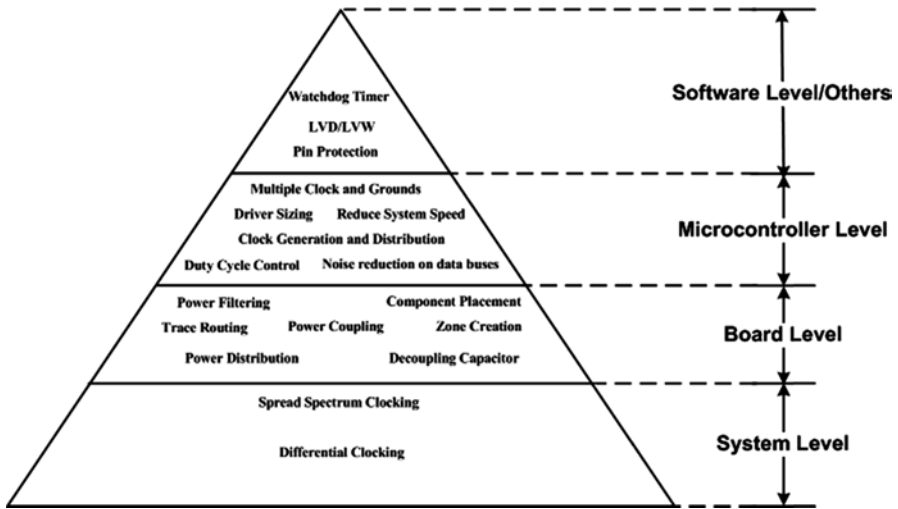 Watchdog Timer
LVD/LVW
Pin Protection
Software Level/Others
Multiple Clock and Grounds
Driver Sizing Reduce System Speed
Clock Generation and Distribution
Duty Cycle Control Noise reduction on data buses
Microcontroller Level
Power Filtering Component Placement
Trace Routing Power Coupling Zone Creation
Power Distribution Decoupling Capacitor
Board Level
Spread Spectrum Clocking
Differential Clocking
System Level